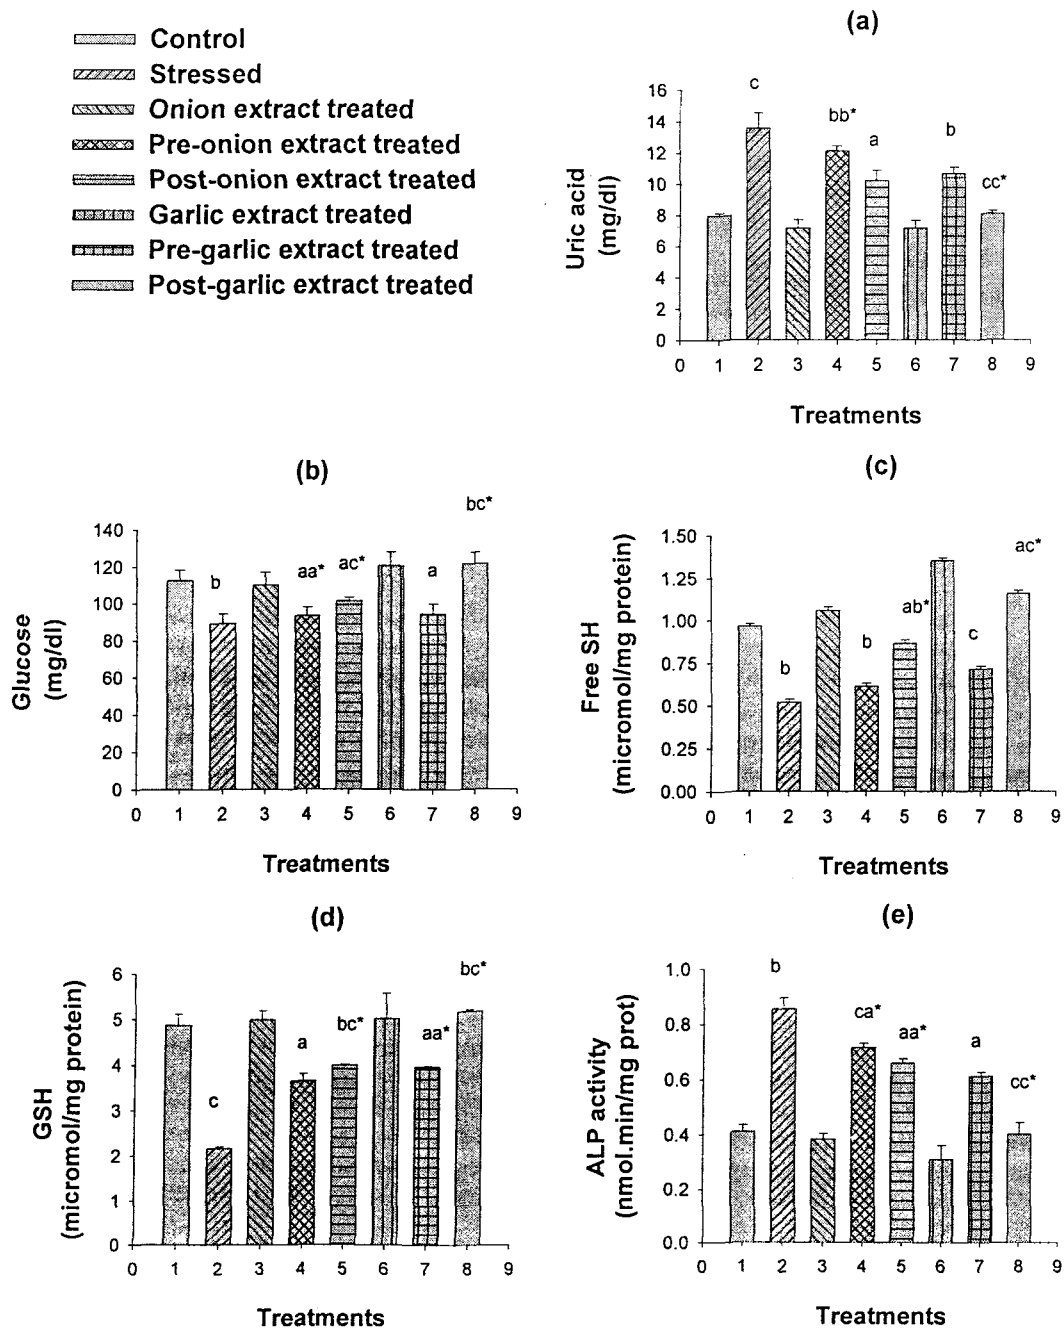 Control
Stressed
Onion extract treated
Pre-onion extract treated
Post-onion extract treated
Garlic extract treated
Pre-garlic extract treated
Post-garlic extract treated
(a)
Uric acid
(mg/dl)
16
14
12
10
8
6
4
2
0
c
bb*
a
b
cc*
0 1 2 3 4 5 6 7 8 9
Treatments
(b)
Glucose
(mg/dl)
140
120
100
80
60
40
20
0
b
aa*
ac*
a
bc*
0 1 2 3 4 5 6 7 8 9
Treatments
(c)
Free SH
(micromol/mg protein)
1.50
1.25
1.00
0.75
0.50
0.25
0.00
b
b
ab*
c
ac*
0 1 2 3 4 5 6 7 8 9
Treatments
(d)
GSH
(micromol/mg protein)
6
5
4
3
2
1
0
c
a
bc*
aa*
bc*
0 1 2 3 4 5 6 7 8 9
Treatments
(e)
ALP activity
(nmol.min/mg prot)
1.0
0.8
0.6
0.4
0.2
0.0
b
ca*
aa*
a
cc*
0 1 2 3 4 5 6 7 8 9
Treatments